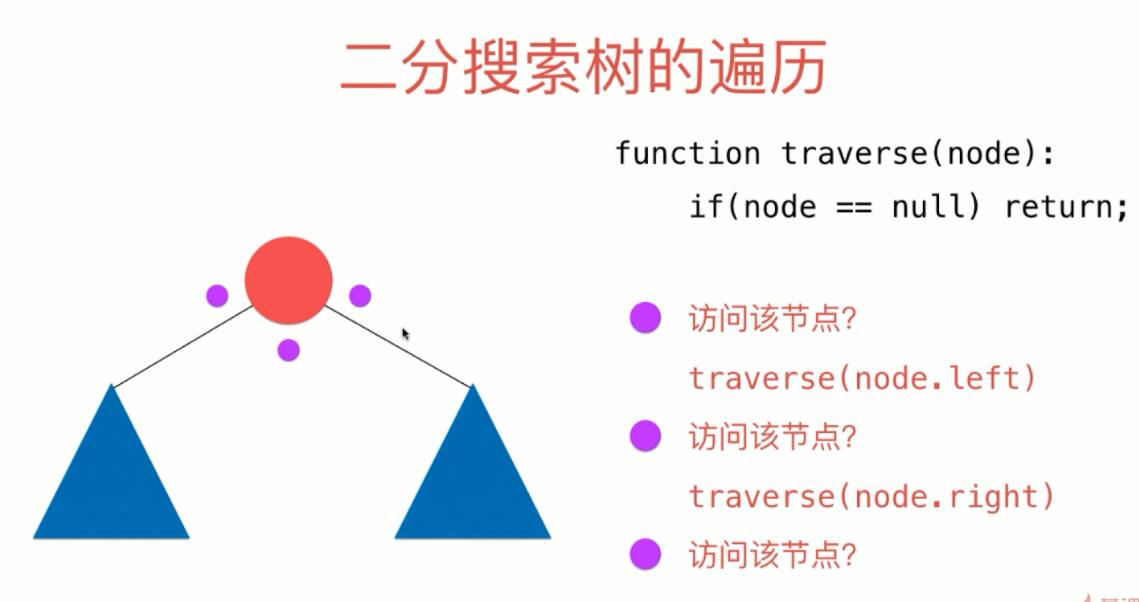 二分搜索树的遍历
function traverse(node):
if(node == null) return;
访问该节点?
traverse(node.left)
访问该节点?
traverse(node.right)
访问该节点?